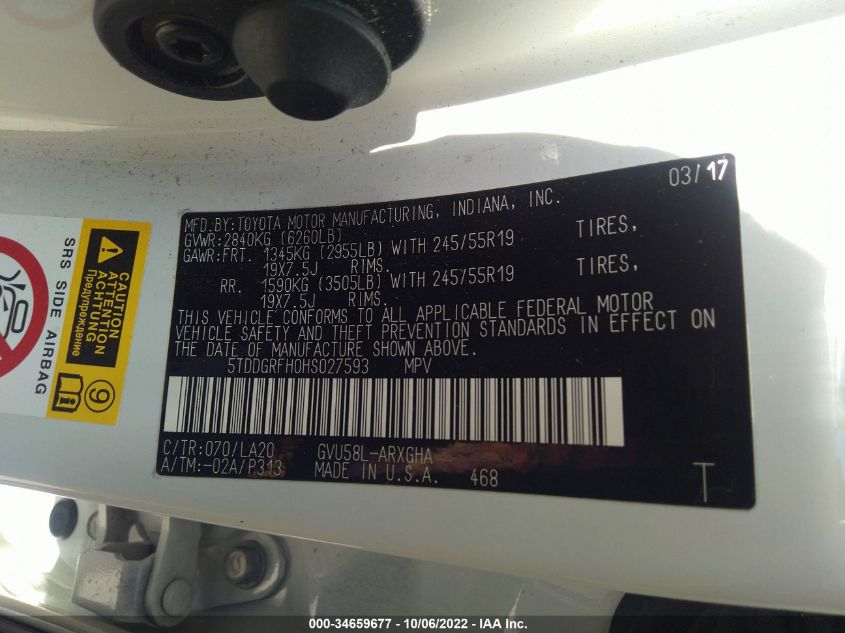 03/17
MFD.BY:TOYOTA MOTOR MANUFACTURING, INDIANA, INC.
GVWR:2840KG (6260LB)
GAWR:FRT. 1345KG (2955LB) WITH 245/55R19 TIRES,
19X7.5J RIMS.
RR. 1590KG (3505LB) WITH 245/55R19 TIRES,
19X7.5J RIMS.
THIS VEHICLE CONFORMS TO ALL APPLICABLE FEDERAL MOTOR
VEHICLE SAFETY AND THEFT PREVENTION STANDARDS IN EFFECT ON
THE DATE OF MANUFACTURE SHOWN ABOVE.
5TDDGRFH0HS027593 MPV
C/TR:070/LA20 GVU58L-ARXGHA
A/TM:-02A/P313 MADE IN U.S.A. 468
T
SRS SIDE AIRBAG
CAUTION
ATTENTION
ACHTUNG
WARNING
Предупреждение
9
000-34659677 - 10/06/2022 - IAA Inc.